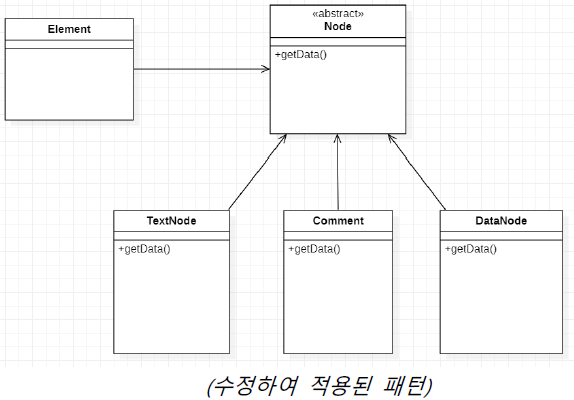 «abstract»
Element
Node
+getData()
TextNode
Comment
DataNode
+getData()
+getData()
+getData()
(수정하여 적용된 패턴)